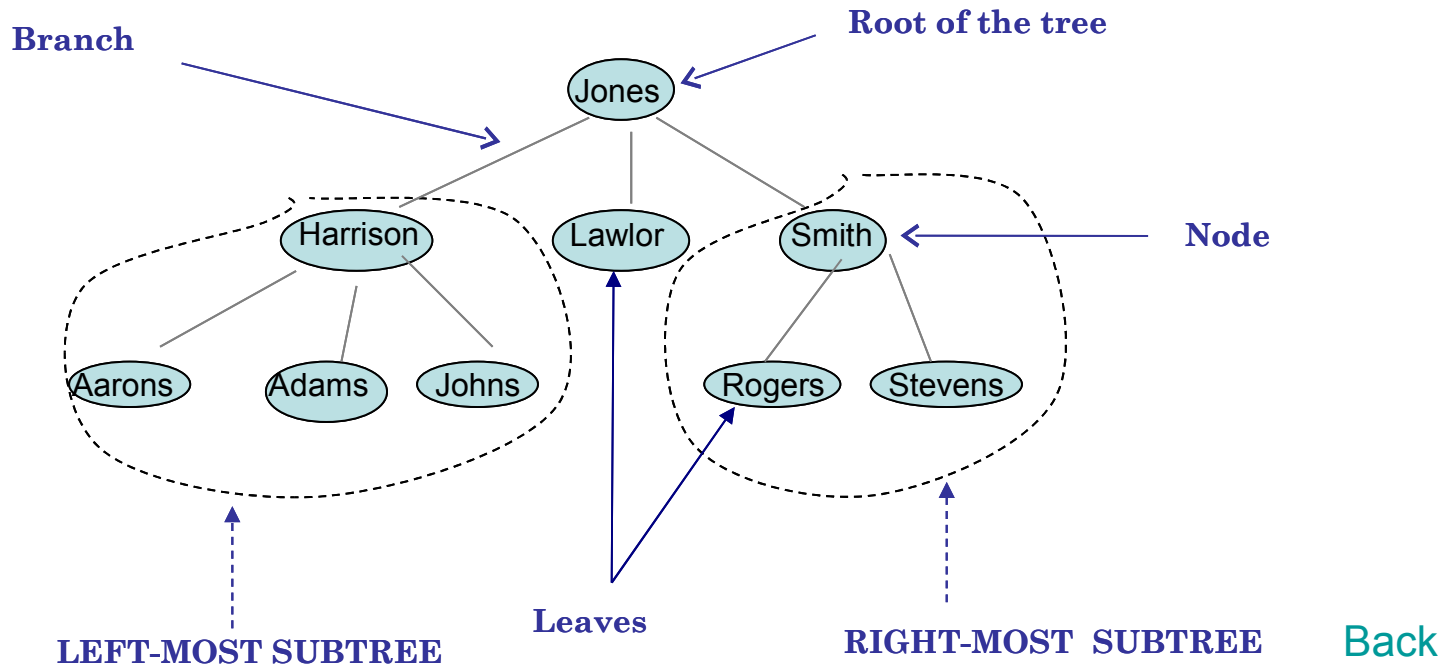 Branch
Root of the tree
Jones
Harrison
Lawlor
Smith
Node
Aarons
Adams
Johns
Rogers
Stevens
Leaves
LEFT-MOST SUBTREE
RIGHT-MOST SUBTREE
Back